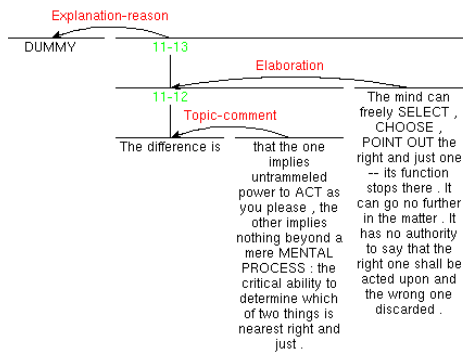 Explanation-reason
DUMMY
11-13
Elaboration
11-12
Topic-comment
The difference is
that the one
implies
untrammeled
power to ACT as
you please , the
other implies
nothing beyond a
mere MENTAL
PROCESS : the
critical ability to
determine which
of two things is
nearest right and
just .
The mind can
freely SELECT ,
CHOOSE ,
POINT OUT the
right and just one
-- its function
stops there . It
can go no further
in the matter . It
has no authority
to say that the
right one shall be
acted upon and
the wrong one
discarded .